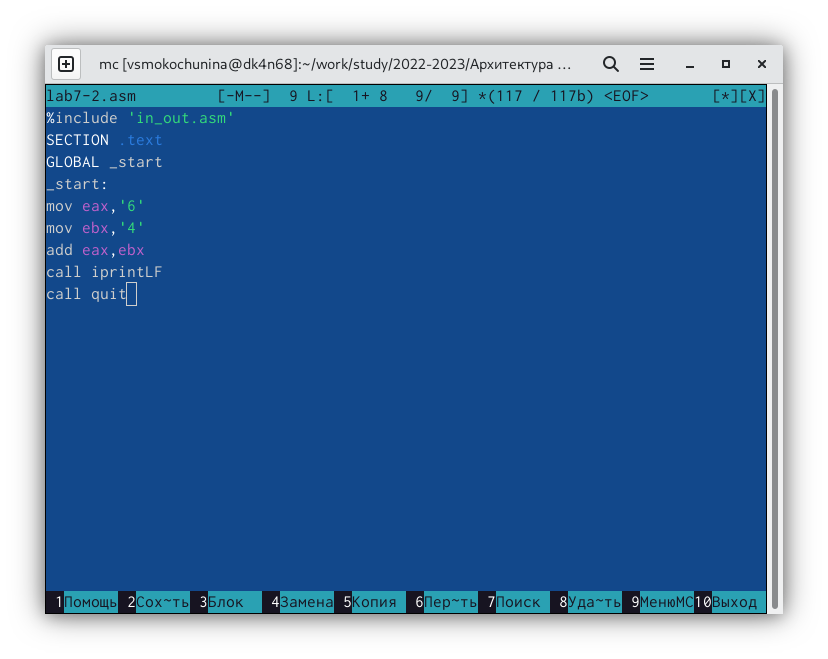 mc [vsmokochunina@dk4n68]:~/work/study/2022-2023/Архитектура ...
lab7-2.asm [-M--] 9 L:[ 1+ 8 9/ 9] *(117 / 117b) <EOF> [*][X]
%include 'in_out.asm'
SECTION .text
GLOBAL _start
_start:
mov eax,'6'
mov ebx,'4'
add eax,ebx
call iprintLF
call quit
1Помощь 2Сох~ть 3Блок 4Замена 5Копия 6Пер~ть 7Поиск 8Уда~ть 9МенюMC10Выход